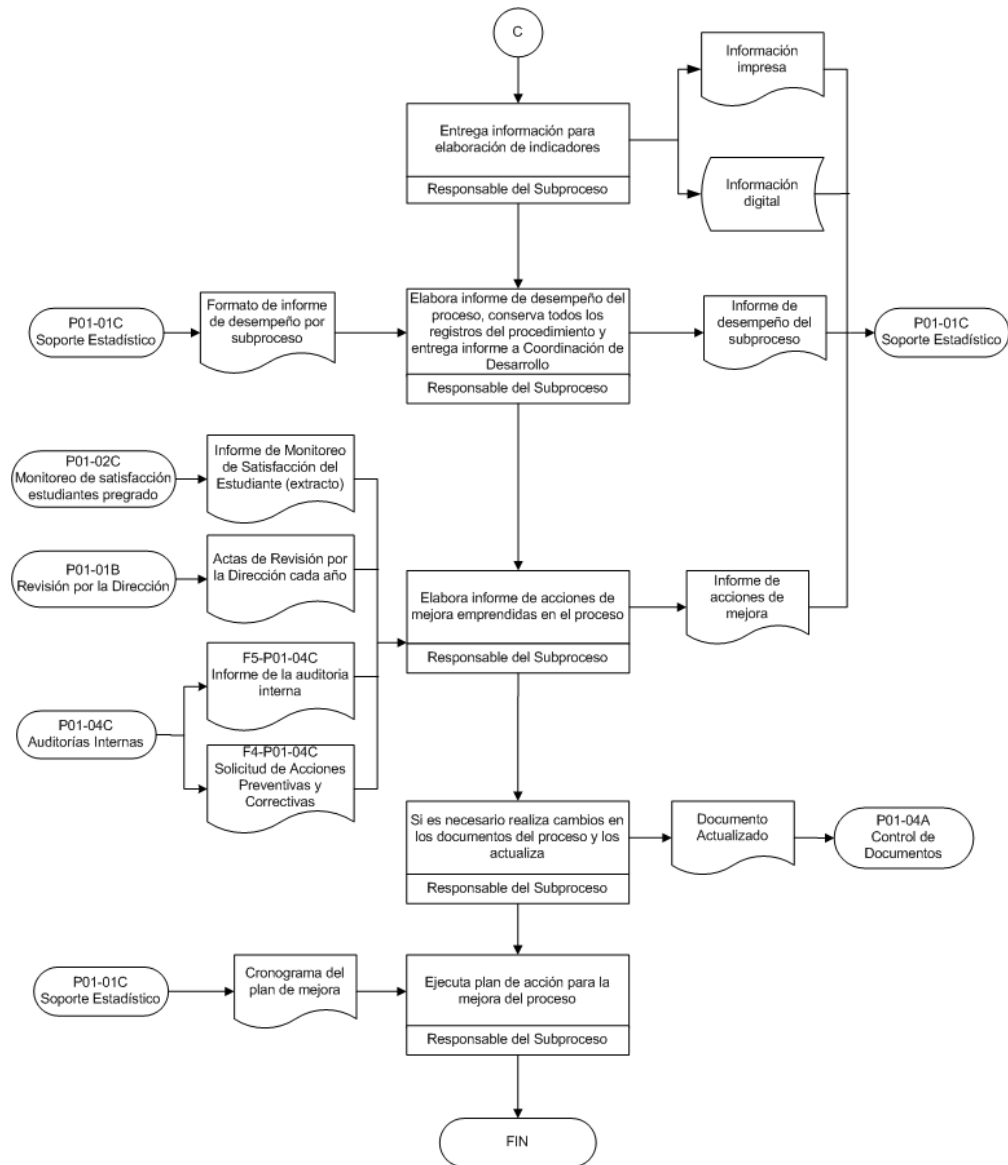 C
Información
impresa
Entrega información para
elaboración de indicadores
Responsable del Subproceso
Información
digital
P01-01C
Soporte Estadístico
Formato de informe
de desempeño por
subproceso
Elabora informe de desempeño del
proceso, conserva todos los
registros del procedimiento y
entrega informe a Coordinación de
Desarrollo
Responsable del Subproceso
Informe de
desempeño del
subproceso
P01-01C
Soporte Estadístico
P01-02C
Monitoreo de satisfacción
estudiantes pregrado
Informe de Monitoreo
de Satisfacción del
Estudiante (extracto)
P01-01B
Revisión por la Dirección
Actas de Revisión por
la Dirección cada año
Elabora informe de acciones de
mejora emprendidas en el proceso
Responsable del Subproceso
Informe de
acciones de
mejora
P01-04C
Auditorías Internas
F5-P01-04C
Informe de la auditoria
interna
F4-P01-04C
Solicitud de Acciones
Preventivas y
Correctivas
Si es necesario realiza cambios en
los documentos del proceso y los
actualiza
Responsable del Subproceso
Documento
Actualizado
P01-04A
Control de
Documentos
P01-01C
Soporte Estadístico
Cronograma del
plan de mejora
Ejecuta plan de acción para la
mejora del proceso
Responsable del Subproceso
FIN